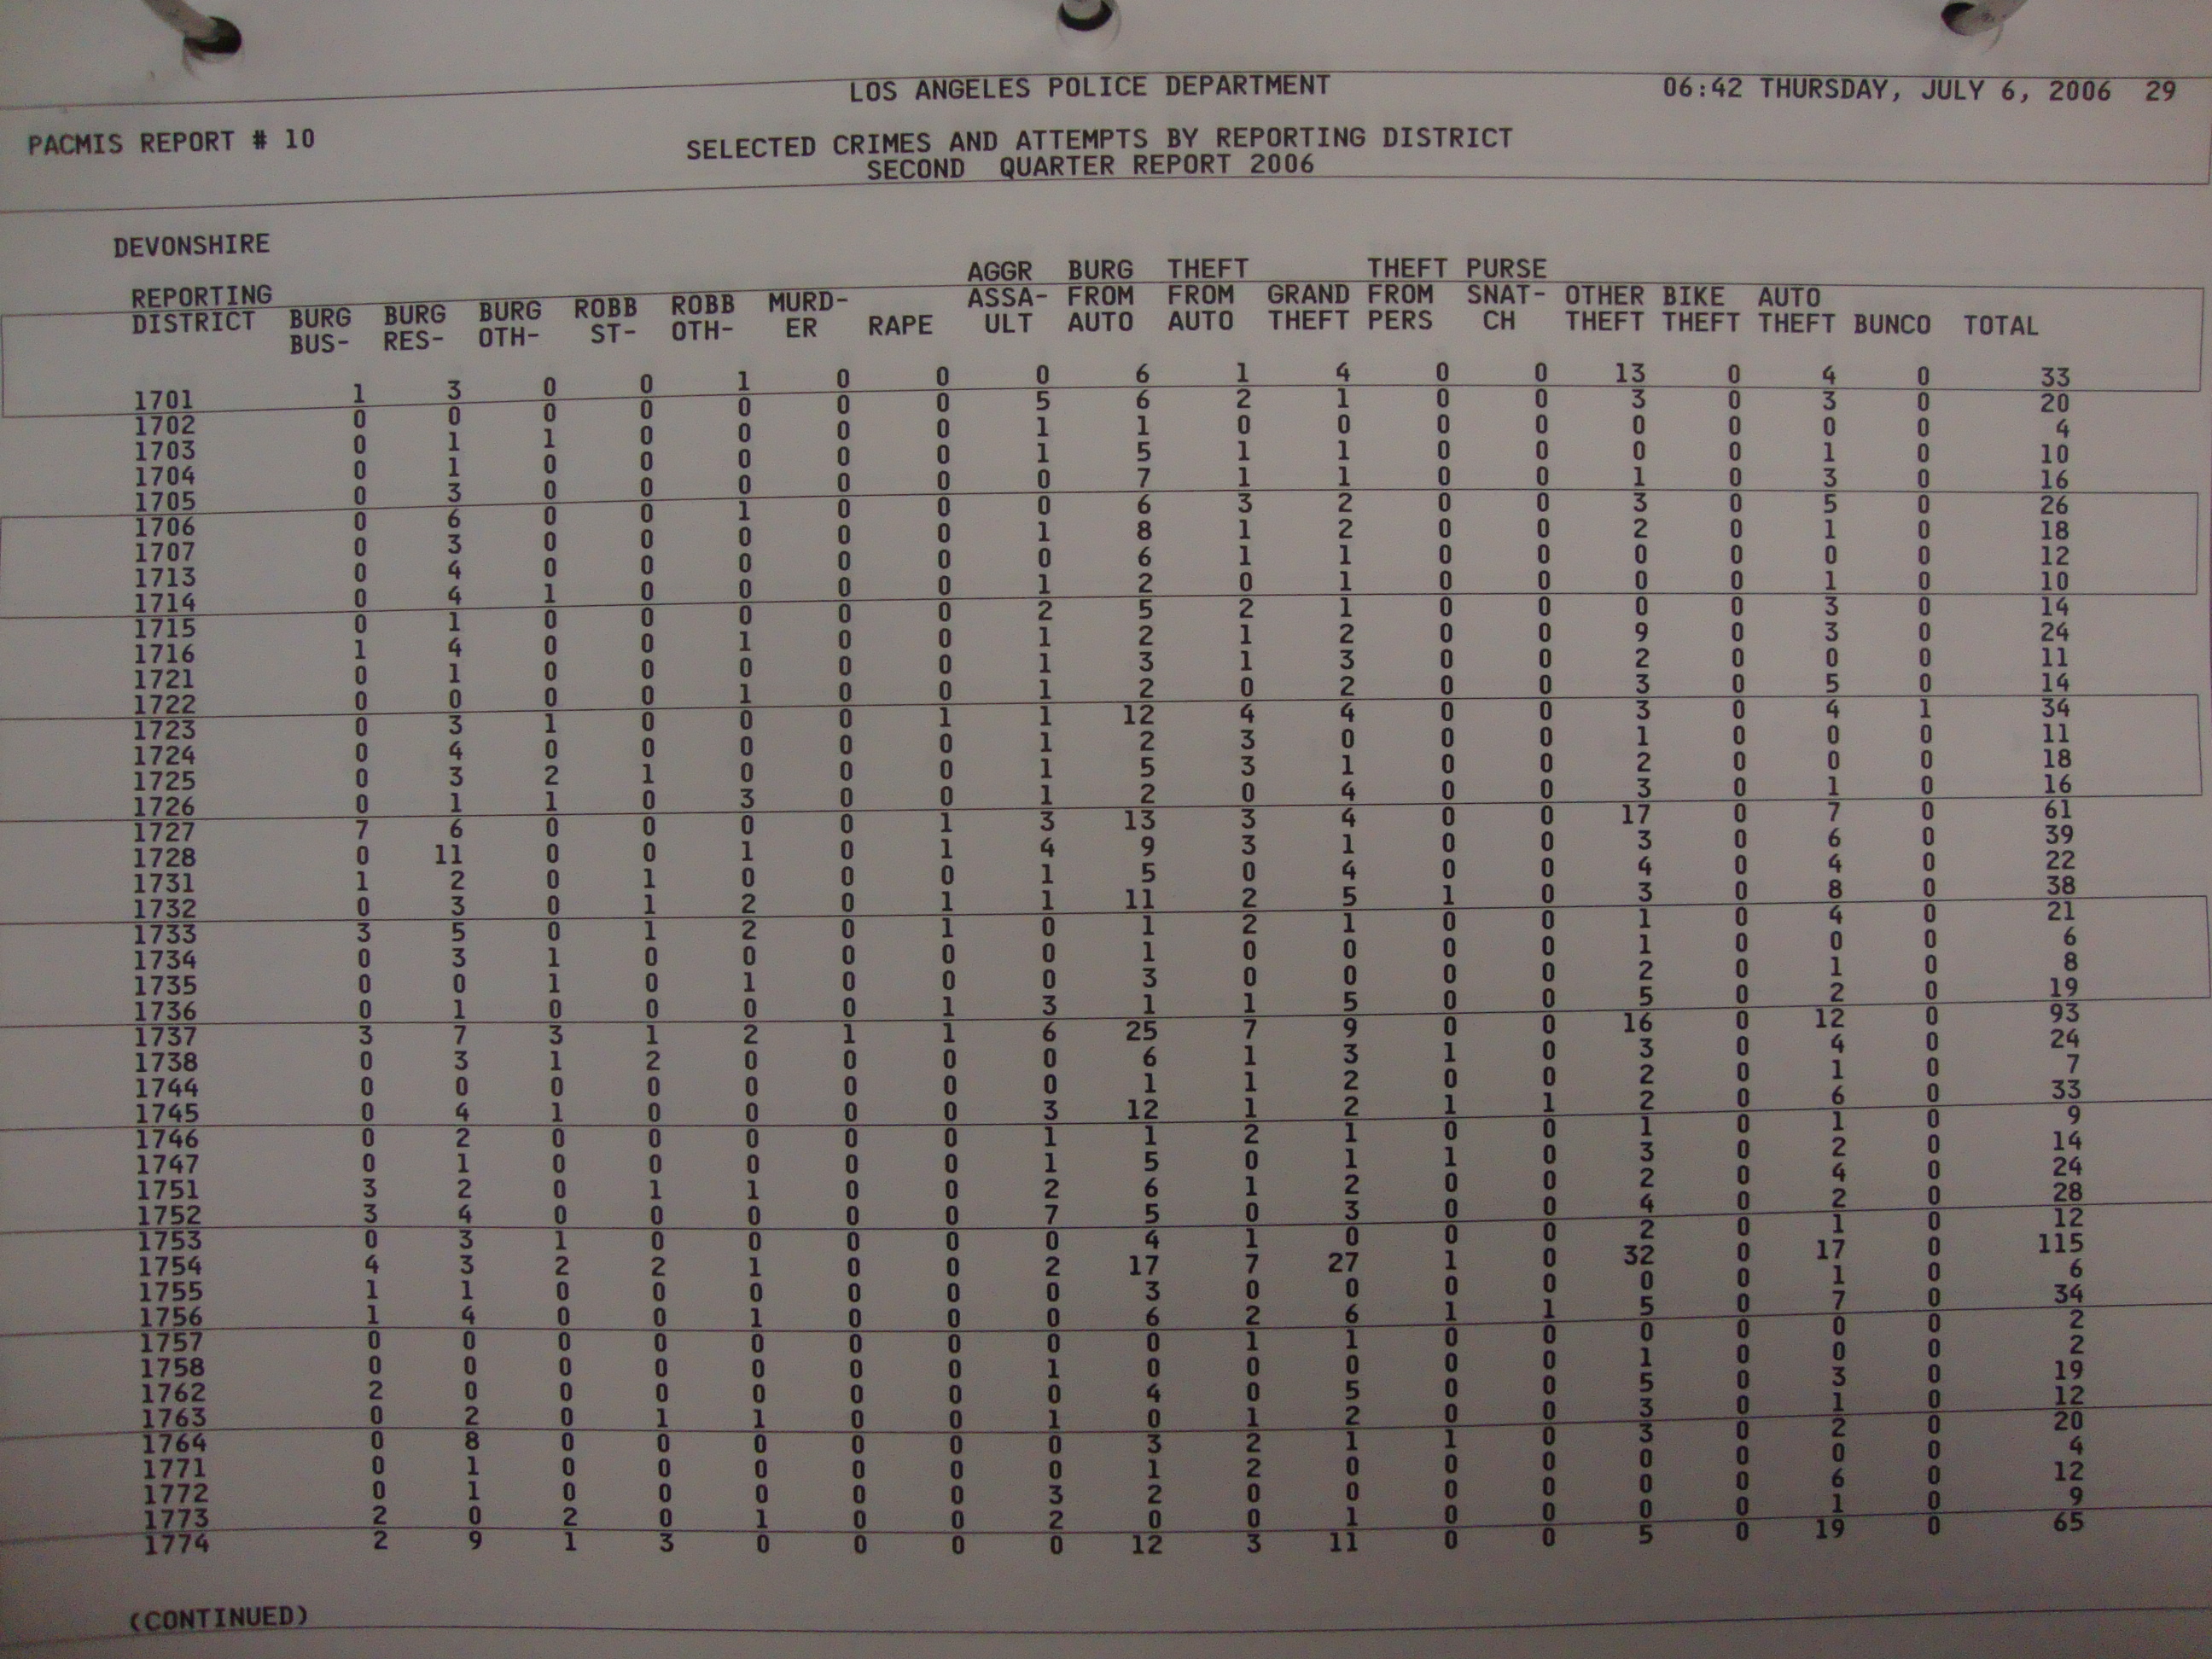 LOS ANGELES POLICE DEPARTMENT 06:42 THURSDAY, JULY 6, 2006 29
PACMIS REPORT # 10
SELECTED CRIMES AND ATTEMPTS BY REPORTING DISTRICT
SECOND QUARTER REPORT 2006
DEVONSHIRE
AGGR BURG THEFT THEFT PURSE
REPORTING BURG BURG BURG ROBB ROBB MURD- ASSA- FROM FROM GRAND FROM SNAT- OTHER BIKE AUTO
DISTRICT BUS- RES- OTH- ST- OTH- ER RAPE ULT AUTO AUTO THEFT PERS CH THEFT THEFT THEFT BUNCO TOTAL
1701 1 3 0 0 1 0 0 0 6 1 4 0 0 13 0 4 0 33
1702 0 0 0 0 0 0 0 5 6 2 1 0 0 3 0 3 0 20
1703 0 1 1 0 0 0 0 1 1 0 0 0 0 0 0 0 0 4
1704 0 1 0 0 0 0 0 1 5 1 1 0 0 0 0 1 0 10
1705 0 3 0 0 0 0 0 0 7 1 1 0 0 1 0 3 0 16
1706 0 6 0 0 1 0 0 0 6 3 2 0 0 3 0 5 0 26
1707 0 3 0 0 0 0 0 1 8 1 2 0 0 2 0 1 0 18
1713 0 4 0 0 0 0 0 0 6 1 1 0 0 0 0 0 0 12
1714 0 4 1 0 0 0 0 1 2 0 1 0 0 0 0 1 0 10
1715 0 1 0 0 0 0 0 2 5 2 1 0 0 0 0 3 0 14
1716 1 4 0 0 1 0 0 1 2 1 2 0 0 9 0 3 0 24
1721 0 1 0 0 0 0 0 1 3 1 3 0 0 2 0 0 0 11
1722 0 0 0 0 1 0 0 1 2 0 2 0 0 3 0 5 0 14
1723 0 3 1 0 0 0 1 1 12 4 4 0 0 3 0 4 1 34
1724 0 4 0 0 0 0 0 1 2 3 0 0 0 1 0 0 0 11
1725 0 3 2 1 0 0 0 1 5 3 1 0 0 2 0 0 0 18
1726 0 1 1 0 3 0 0 1 2 0 4 0 0 3 0 1 0 16
1727 7 6 0 0 0 0 1 3 13 3 4 0 0 17 0 7 0 61
1728 0 11 0 0 1 0 1 4 9 3 1 0 0 3 0 6 0 39
1731 1 2 0 1 0 0 0 1 5 0 4 0 0 4 0 4 0 22
1732 0 3 0 1 2 0 1 1 11 2 5 1 0 3 0 8 0 38
1733 3 5 0 1 2 0 1 0 1 2 1 0 0 1 0 4 0 21
1734 0 3 1 0 0 0 0 0 1 0 0 0 0 1 0 0 0 6
1735 0 0 1 0 1 0 0 0 3 0 0 0 0 2 0 1 0 8
1736 0 1 0 0 0 0 1 3 1 1 5 0 0 5 0 2 0 19
1737 3 7 3 1 2 1 1 6 25 7 9 0 0 16 0 12 0 93
1738 0 3 1 2 0 0 0 0 6 1 3 1 0 3 0 4 0 24
1744 0 0 0 0 0 0 0 0 1 1 2 0 0 2 0 1 0 7
1745 0 4 1 0 0 0 0 3 12 1 2 1 1 2 0 6 0 33
1746 0 2 0 0 0 0 0 1 1 2 1 0 0 1 0 1 0 9
1747 0 1 0 0 0 0 0 1 5 0 1 1 0 3 0 2 0 14
1751 3 2 0 1 1 0 0 2 6 1 2 0 0 2 0 4 0 24
1752 3 4 0 0 0 0 0 7 5 0 3 0 0 4 0 2 0 28
1753 0 3 1 0 0 0 0 0 4 1 0 0 0 2 0 1 0 12
1754 4 3 2 2 1 0 0 2 17 7 27 1 0 32 0 17 0 115
1755 1 1 0 0 0 0 0 0 3 0 0 0 0 0 0 1 0 6
1756 1 4 0 0 1 0 0 0 6 2 6 1 1 5 0 7 0 34
1757 0 0 0 0 0 0 0 0 0 1 1 0 0 0 0 0 0 2
1758 0 0 0 0 0 0 0 1 0 0 0 0 0 1 0 0 0 2
1762 2 0 0 0 0 0 0 0 4 0 5 0 0 5 0 3 0 19
1763 0 2 0 1 1 0 0 1 0 1 2 0 0 3 0 1 0 12
1764 0 8 0 0 0 0 0 0 3 2 1 1 0 3 0 2 0 20
1771 0 1 0 0 0 0 0 0 1 2 0 0 0 0 0 0 0 4
1772 0 1 0 0 0 0 0 3 2 0 0 0 0 0 0 6 0 12
1773 2 0 2 0 1 0 0 2 0 0 1 0 0 0 0 1 0 9
1774 2 9 1 3 0 0 0 0 12 3 11 0 0 5 0 19 0 65
(CONTINUED)